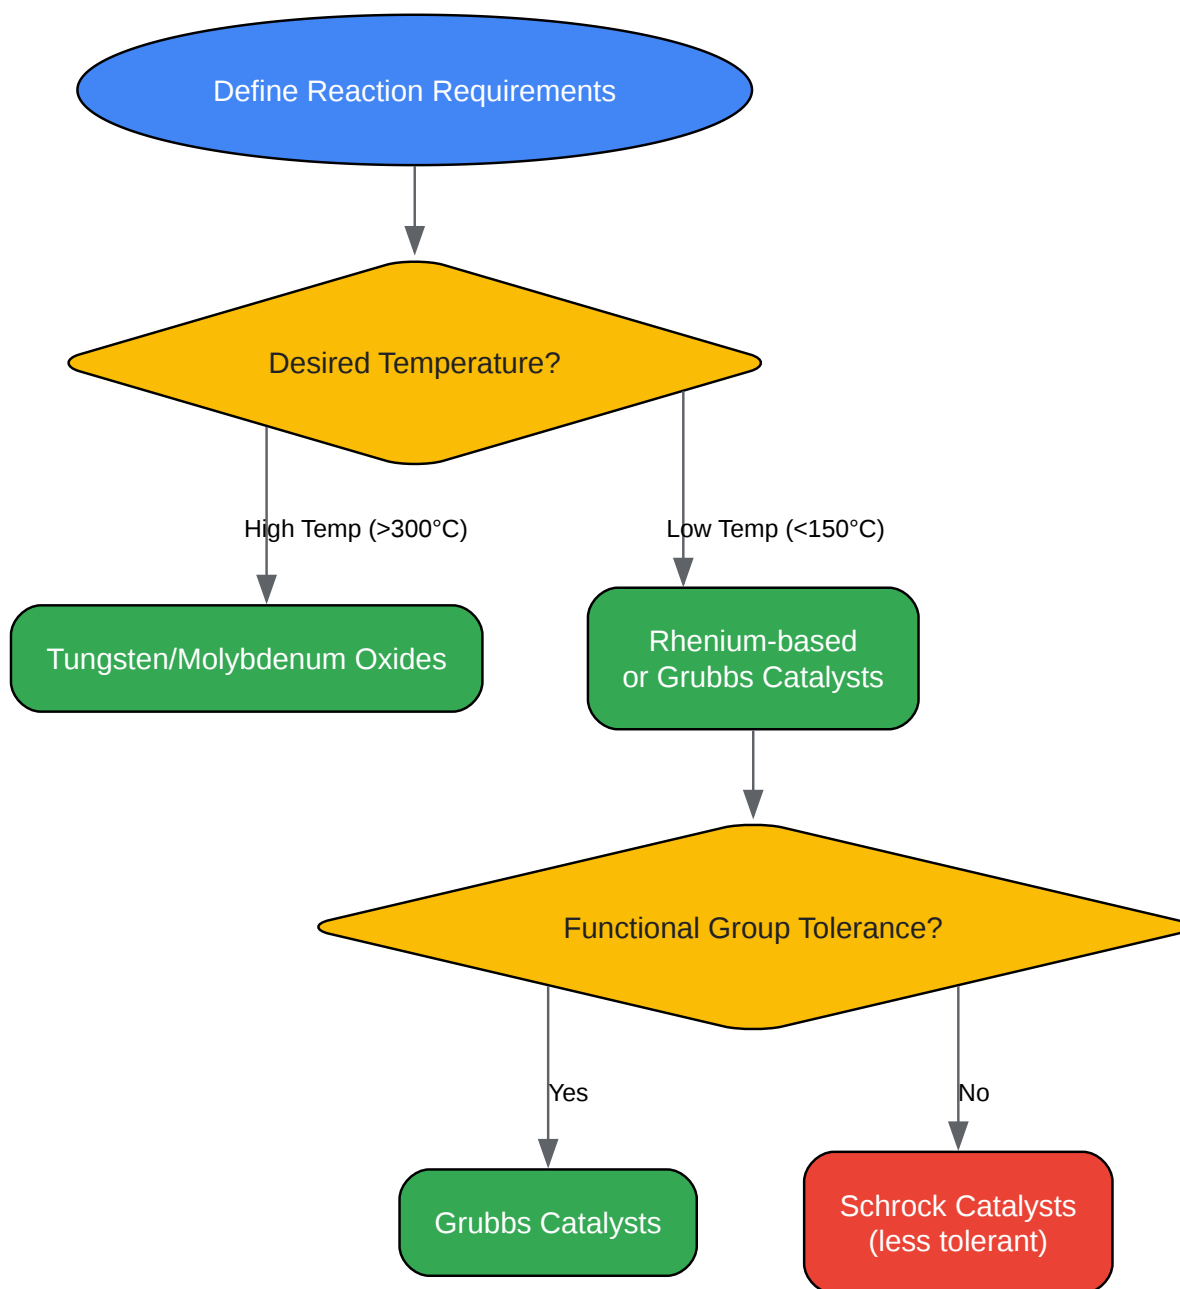 Define Reaction Requirements
Desired Temperature?
High Temp (>300°C)
Low Temp (<150°C)
Tungsten/Molybdenum Oxides
Rhenium-based
or Grubbs Catalysts
Functional Group Tolerance?
Yes
No
Grubbs Catalysts
Schrock Catalysts
(less tolerant)